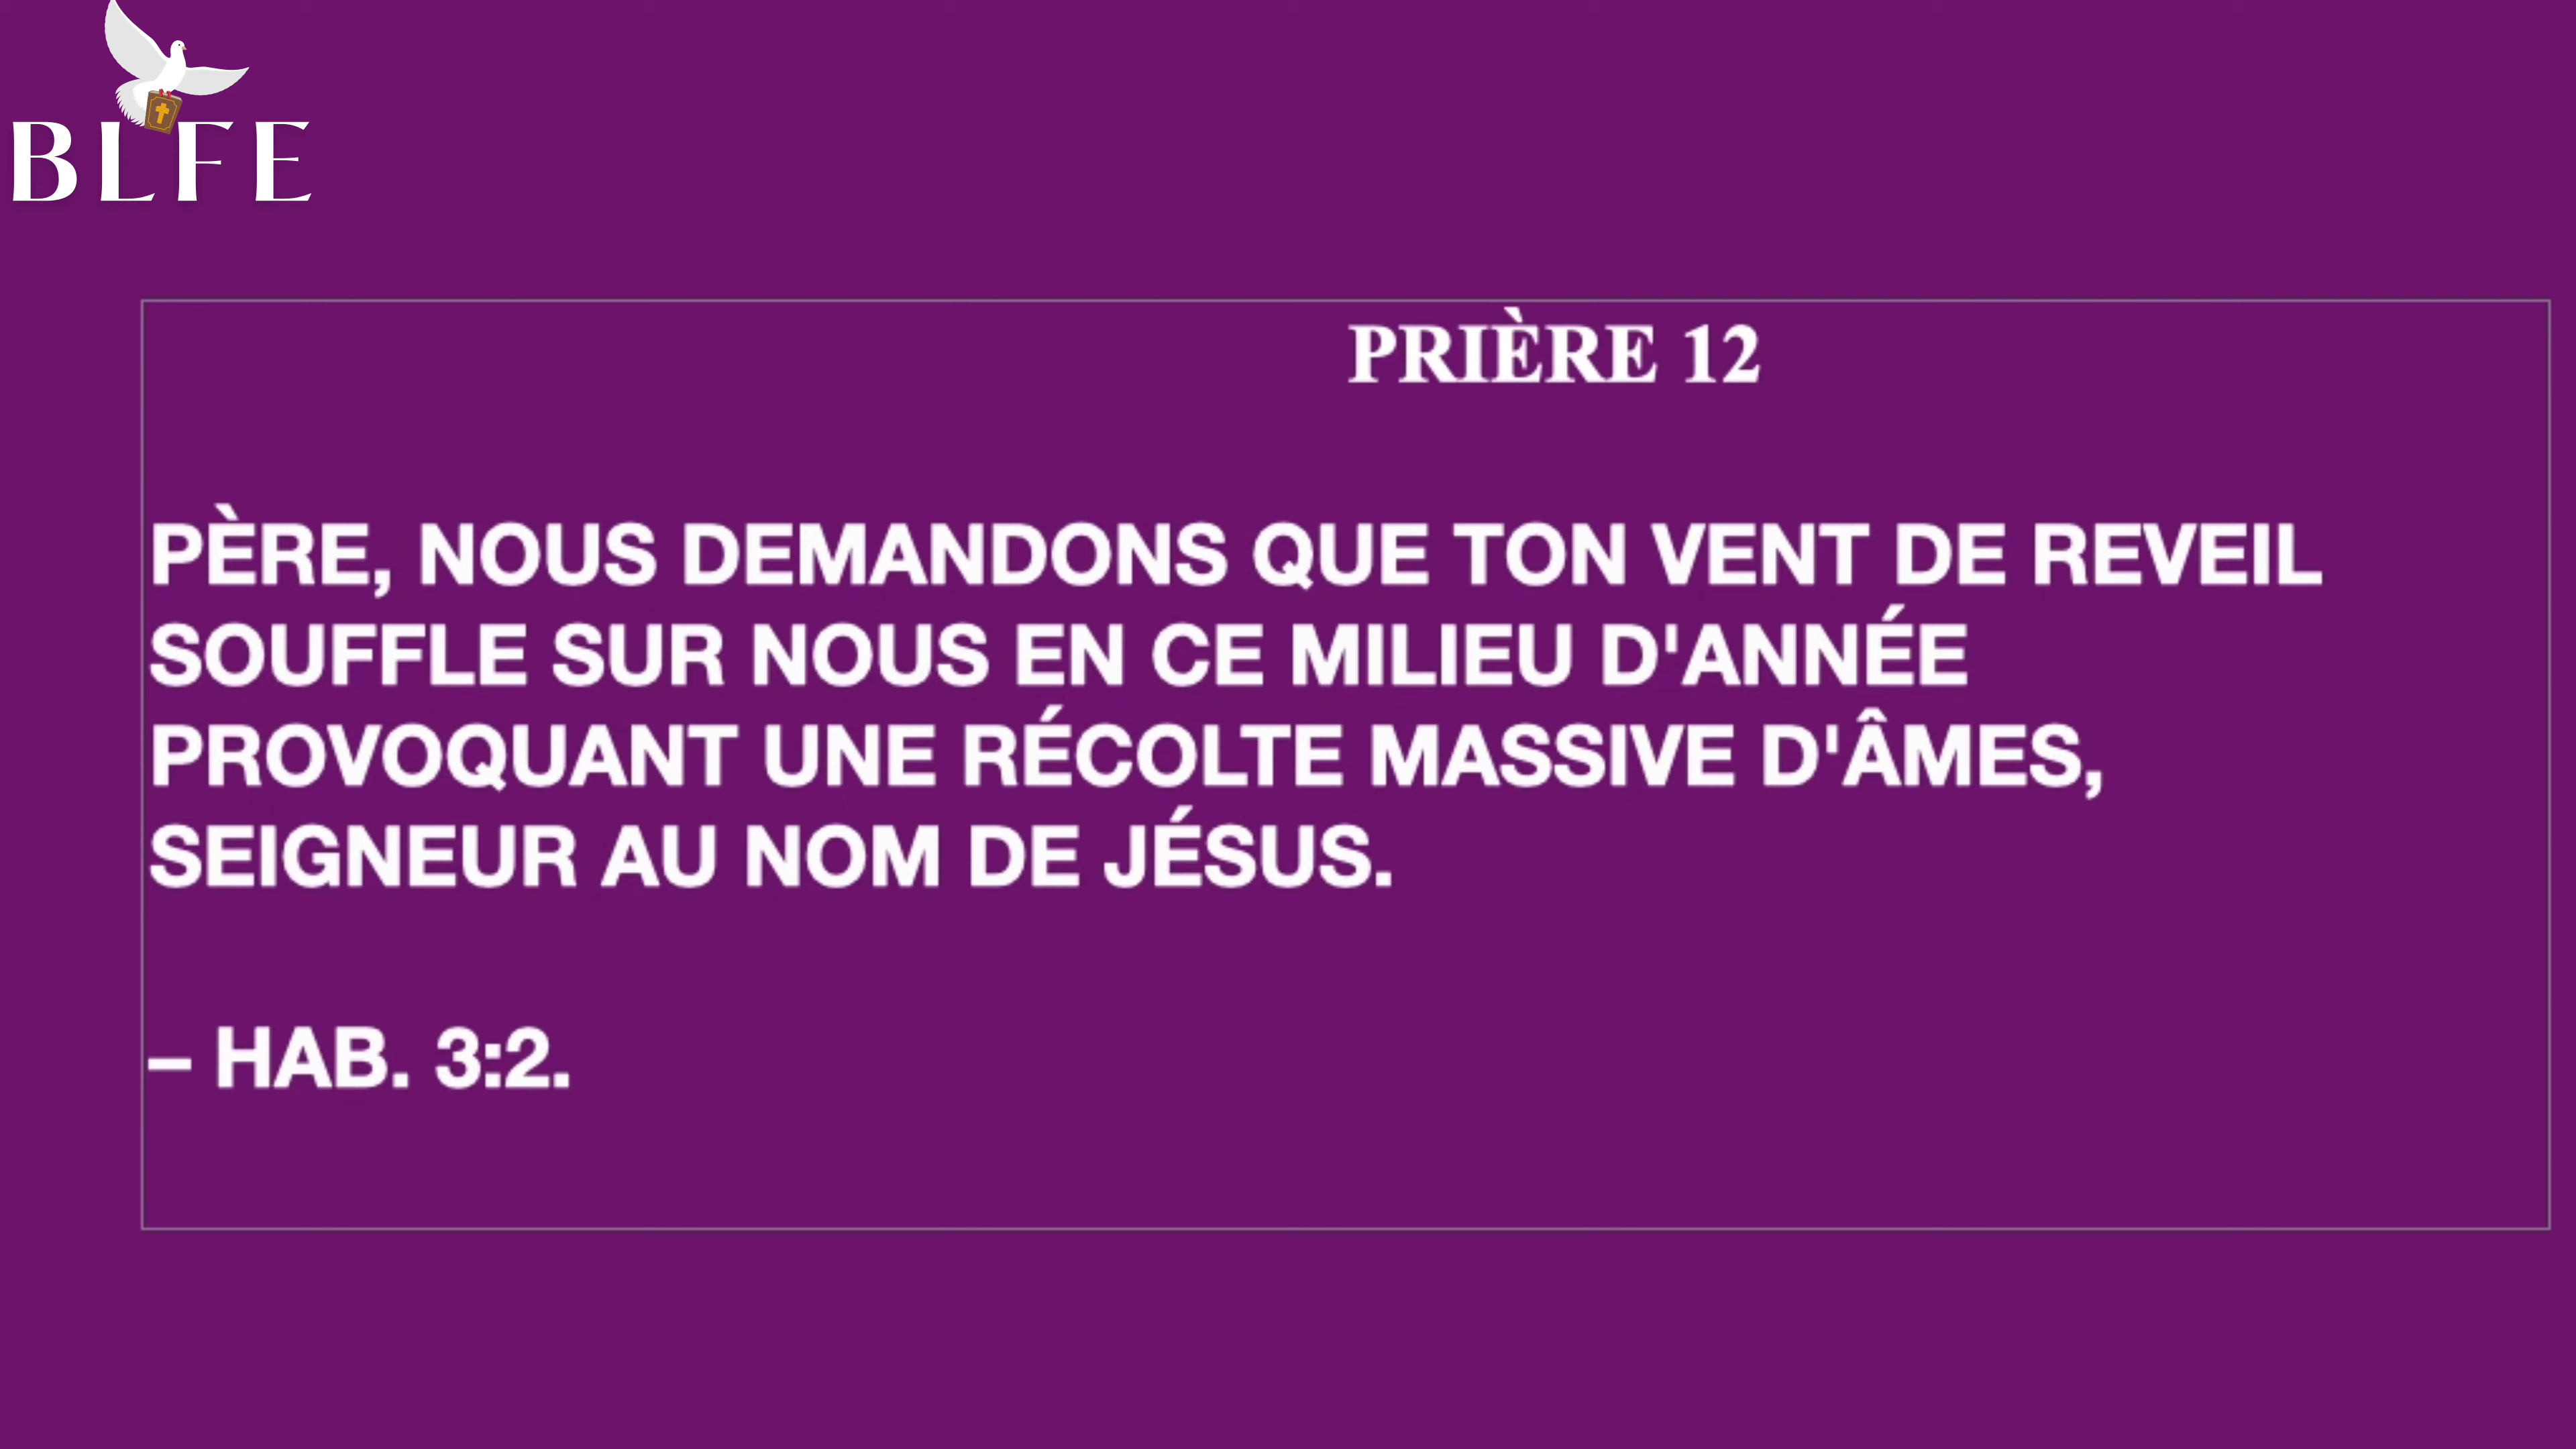 BLFE
PRIÈRE 12
PÈRE, NOUS DEMANDONS QUE TON VENT DE REVEIL
SOUFFLE SUR NOUS EN CE MILIEU D'ANNÉE
PROVOQUANT UNE RÉCOLTE MASSIVE D'ÂMES,
SEIGNEUR AU NOM DE JÉSUS.
– HAB. 3:2.